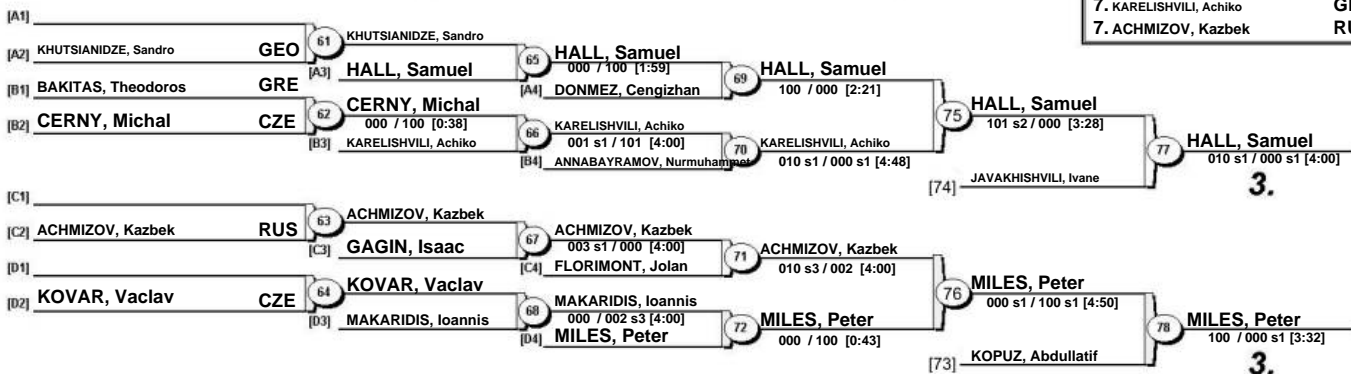 7. KARELISHVILI, Achiko
7. ACHMIZOV, Kazbek
[A1]
[A2] KHUTSIANIDZE, Sandro GEO
61 KHUTSIANIDZE, Sandro
[A3] HALL, Samuel
[B1] BAKITAS, Theodoros GRE
[B2] CERNY, Michal CZE
62 CERNY, Michal
000 / 100 [0:38]
[B3] KARELISHVILI, Achiko
65 HALL, Samuel
000 / 100 [1:59]
[A4] DONMEZ, Cengizhan
66 KARELISHVILI, Achiko
001 s1 / 101 [4:00]
[B4] ANNABAYRAMOV, Nurmuhammet
69 HALL, Samuel
100 / 000 [2:21]
70 KARELISHVILI, Achiko
010 s1 / 000 s1 [4:48]
75 HALL, Samuel
101 s2 / 000 [3:28]
[74] JAVAKHISHVILI, Ivane
77 HALL, Samuel
010 s1 / 000 s1 [4:00]
3.
[C1]
[C2] ACHMIZOV, Kazbek RUS
63 ACHMIZOV, Kazbek
[C3] GAGIN, Isaac
[D1]
[D2] KOVAR, Vaclav CZE
64 KOVAR, Vaclav
[D3] MAKARIDIS, Ioannis
67 ACHMIZOV, Kazbek
003 s1 / 000 [4:00]
[C4] FLORIMONT, Jolan
68 MAKARIDIS, Ioannis
000 / 002 s3 [4:00]
[D4] MILES, Peter
71 ACHMIZOV, Kazbek
010 s3 / 002 [4:00]
72 MILES, Peter
000 / 100 [0:43]
76 MILES, Peter
000 s1 / 100 s1 [4:50]
[73] KOPUZ, Abdullatif
78 MILES, Peter
100 / 000 s1 [3:32]
3.